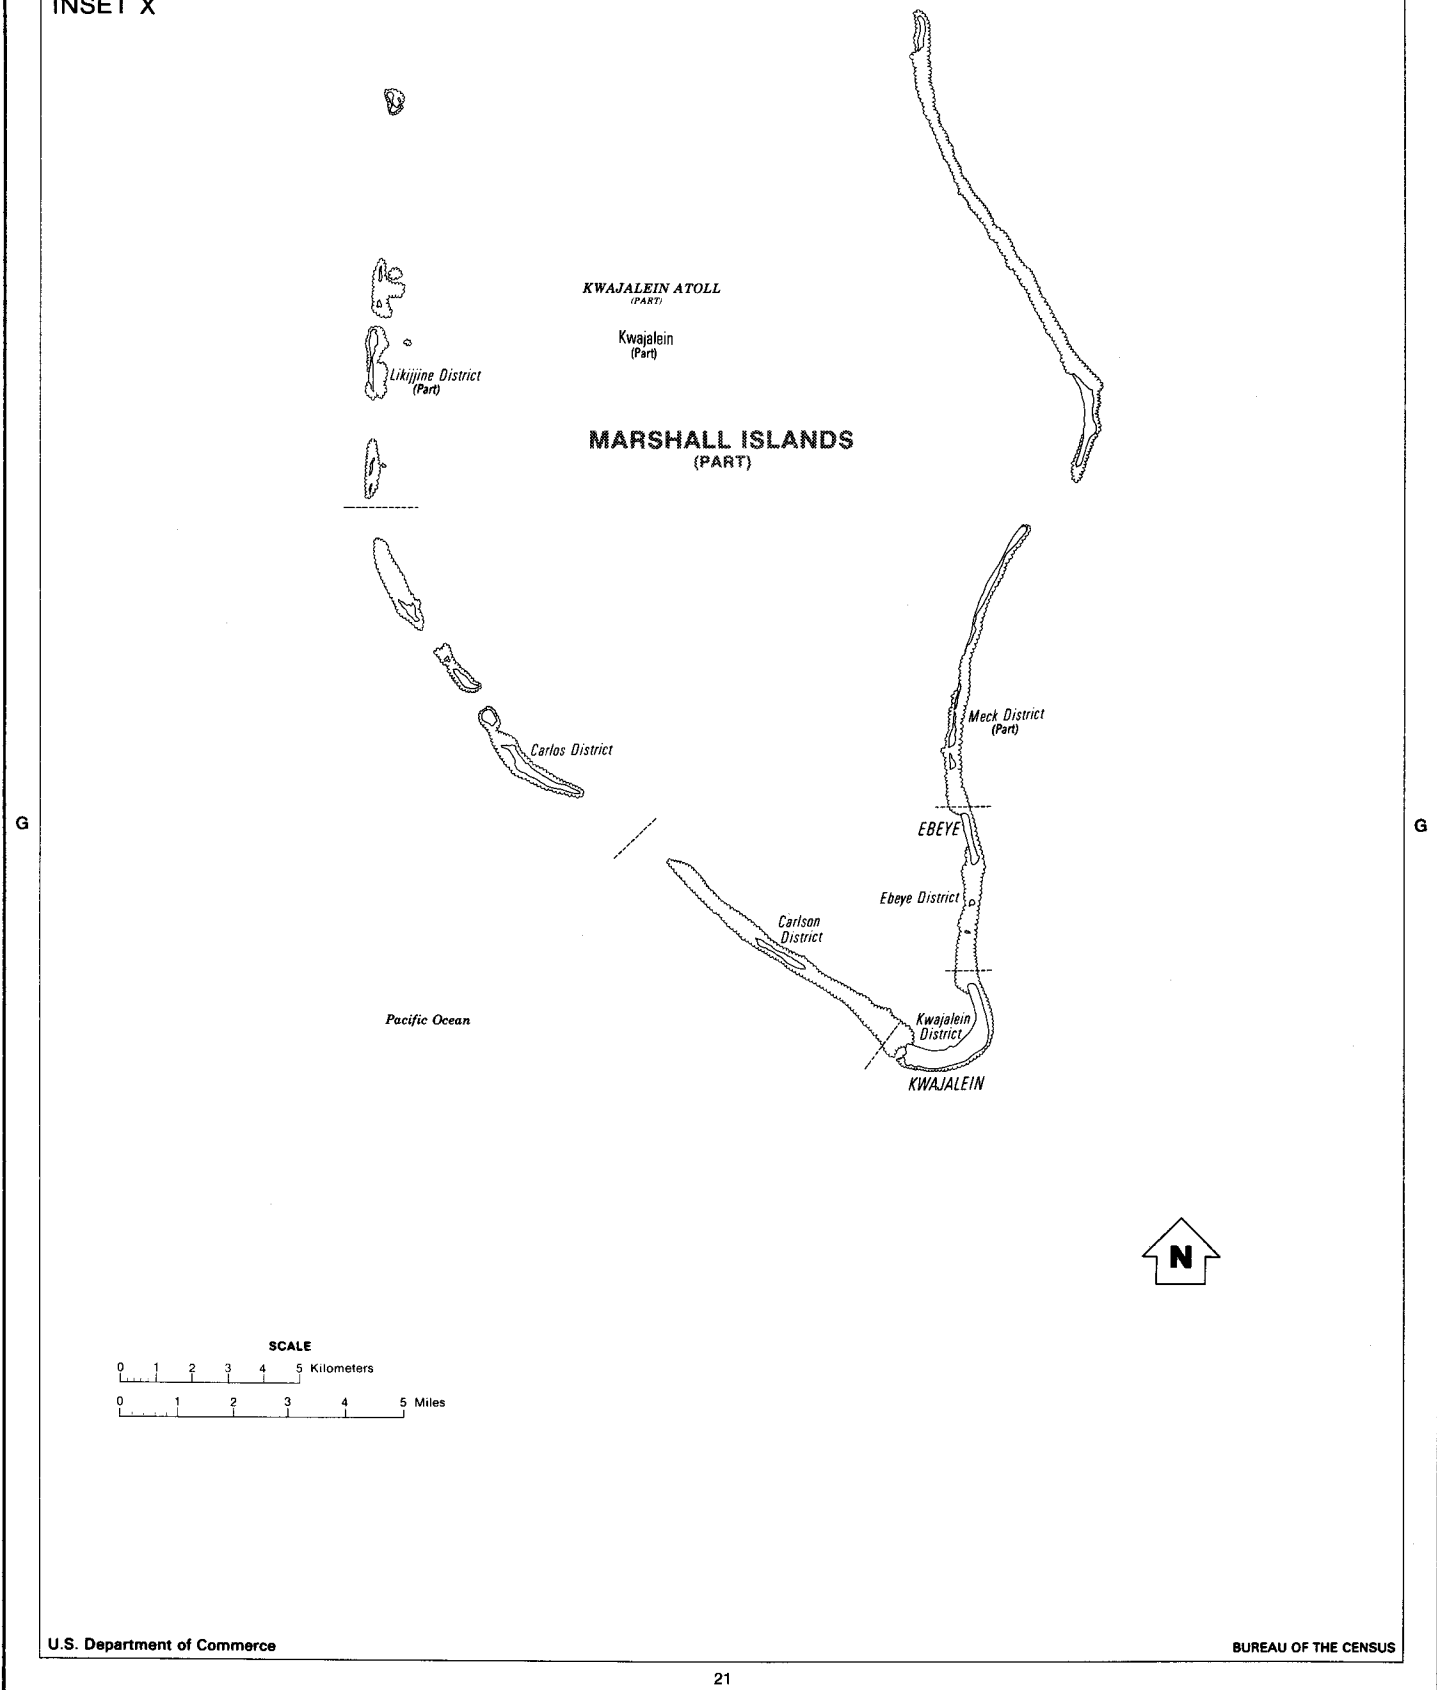 INSET X
KWAJALEIN ATOLL
(PART)
Kwajalein
(Part)
Likijjine District
(Part)
MARSHALL ISLANDS
(PART)
Meck District
(Part)
Carlos District
G
EBEYE
G
Ebeye District
Carlson
District
Pacific Ocean
Kwajalein
District
KWAJALEIN
N
SCALE
0 1 2 3 4 5 Kilometers
0 1 2 3 4 5 Miles
U.S. Department of Commerce
BUREAU OF THE CENSUS
21